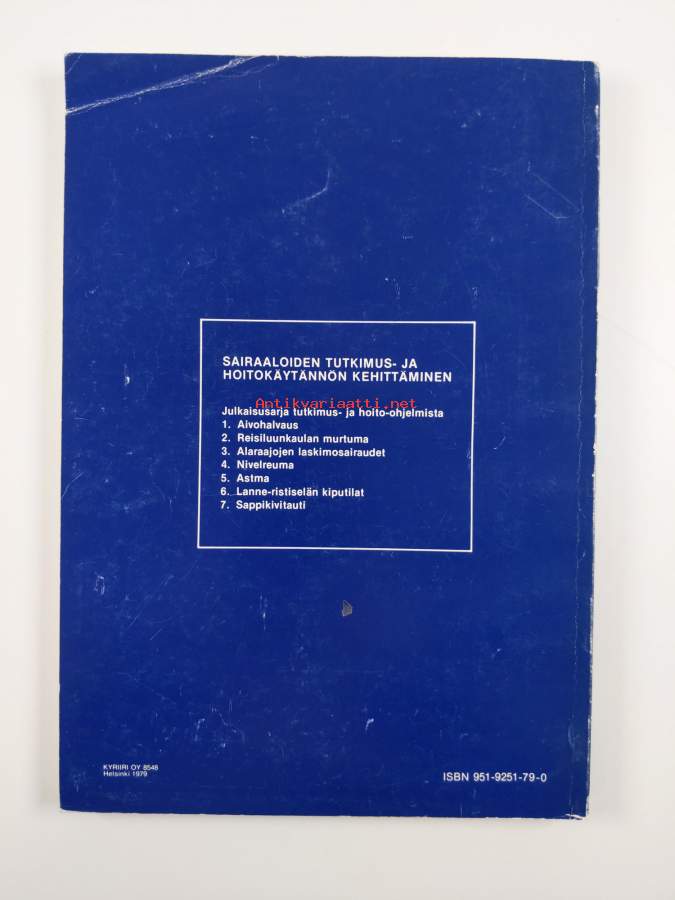 SAIRAALOIDEN TUTKIMUS- JA
HOITOKÄYTÄNNÖN KEHITTÄMINEN
Antikvariaatti.net
Julkaisusarja tutkimus- ja hoito-ohjelmista
1. Aivohalvaus
2. Reisiluunkaulan murtuma
3. Alaraajojen laskimosairaudet
4. Nivelreuma
5. Astma
6. Lanne-ristiselän kiputilat
7. Sappikivitauti
KYRIIRI OY 8548
Helsinki 1979
ISBN 951-9251-79-0